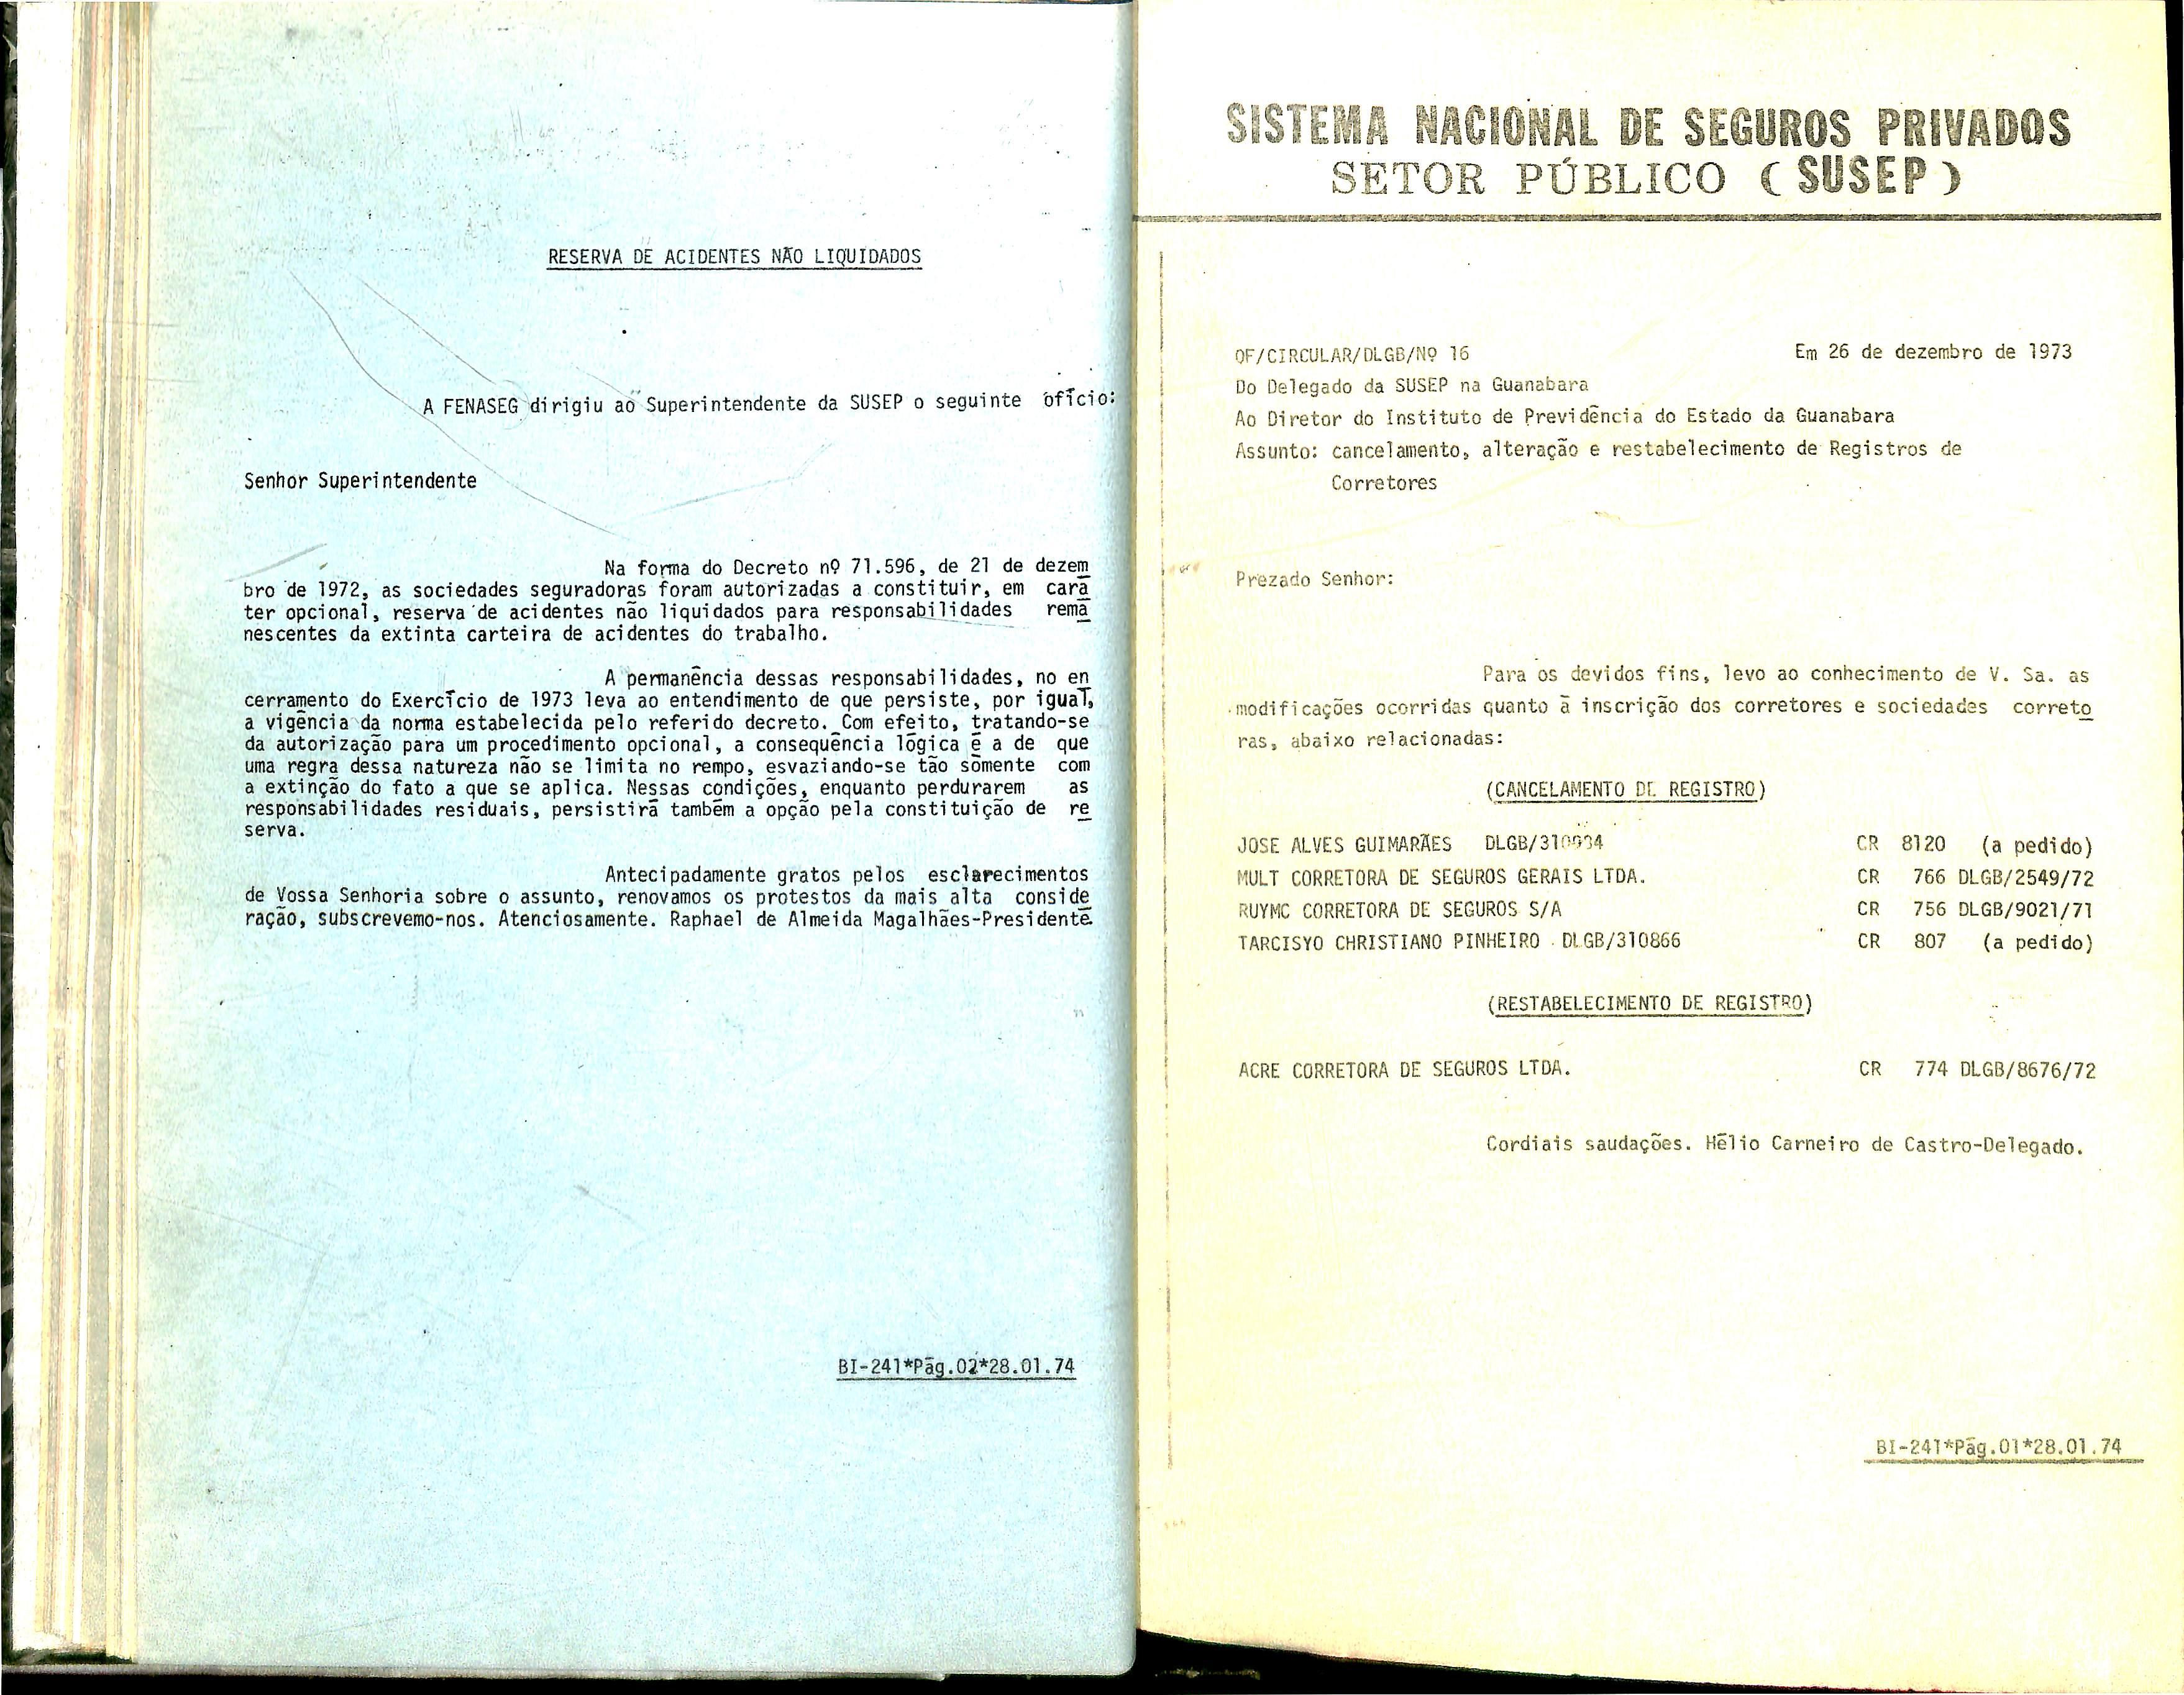 RESERVA DE ACIDENTES NÃO LIQUIDADOS
A FENASEG dirigiu ao Superintendente da SUSEP o seguinte ofício:
Senhor Superintendente
Na forma do Decreto nº 71.596, de 21 de dezem
bro de 1972, as sociedades seguradoras foram autorizadas a constituir, em cará
ter opcional, reserva de acidentes não liquidados para responsabilidades rema
nescentes da extinta carteira de acidentes do trabalho.
A permanência dessas responsabilidades, no en
cerramento do Exercício de 1973 leva ao entendimento de que persiste, por igual,
a vigência da norma estabelecida pelo referido decreto. Com efeito, tratando-se
da autorização para um procedimento opcional, a consequência lógica é a de que
uma regra dessa natureza não se limita no rempo, esvaziando-se tão sòmente com
a extinção do fato a que se aplica. Nessas condições, enquanto perdurarem as
responsabilidades residuais, persistirá também a opção pela constituição de re
serva.
Antecipadamente gratos pelos esclarecimentos
de Vossa Senhoria sobre o assunto, renovamos os protestos da mais alta conside
ração, subscrevemo-nos. Atenciosamente. Raphael de Almeida Magalhães-Presidente.
BI-241*Pág.02*28.01.74
SISTEMA NACIONAL DE SEGUROS PRIVADOS
SETOR PÚBLICO (SUSEP)
OF/CIRCULAR/DLGB/Nº 16 Em 26 de dezembro de 1973
Do Delegado da SUSEP na Guanabara
Ao Diretor do Instituto de Previdência do Estado da Guanabara
Assunto: cancelamento, alteração e restabelecimento de Registros de
Corretores
Prezado Senhor:
Para os devidos fins, levo ao conhecimento de V. Sa. as
modificações ocorridas quanto à inscrição dos corretores e sociedades correto
ras, abaixo relacionadas:
(CANCELAMENTO DE REGISTRO)
JOSE ALVES GUIMARÃES CR 8120 (a pedido)
MULT CORRETORA DE SEGUROS GERAIS LTDA. CR 766 DLGB/2549/72
RUYMC CORRETORA DE SEGUROS S/A CR 756 DLGB/9021/71
TARCISYO CHRISTIANO PINHEIRO DLGB/310866 CR 807 (a pedido)
(RESTABELECIMENTO DE REGISTRO)
ACRE CORRETORA DE SEGUROS LTDA. CR 774 DLGB/8676/72
Cordiais saudações. Hélio Carneiro de Castro-Delegado.
BI-241*Pág.01*28.01.74